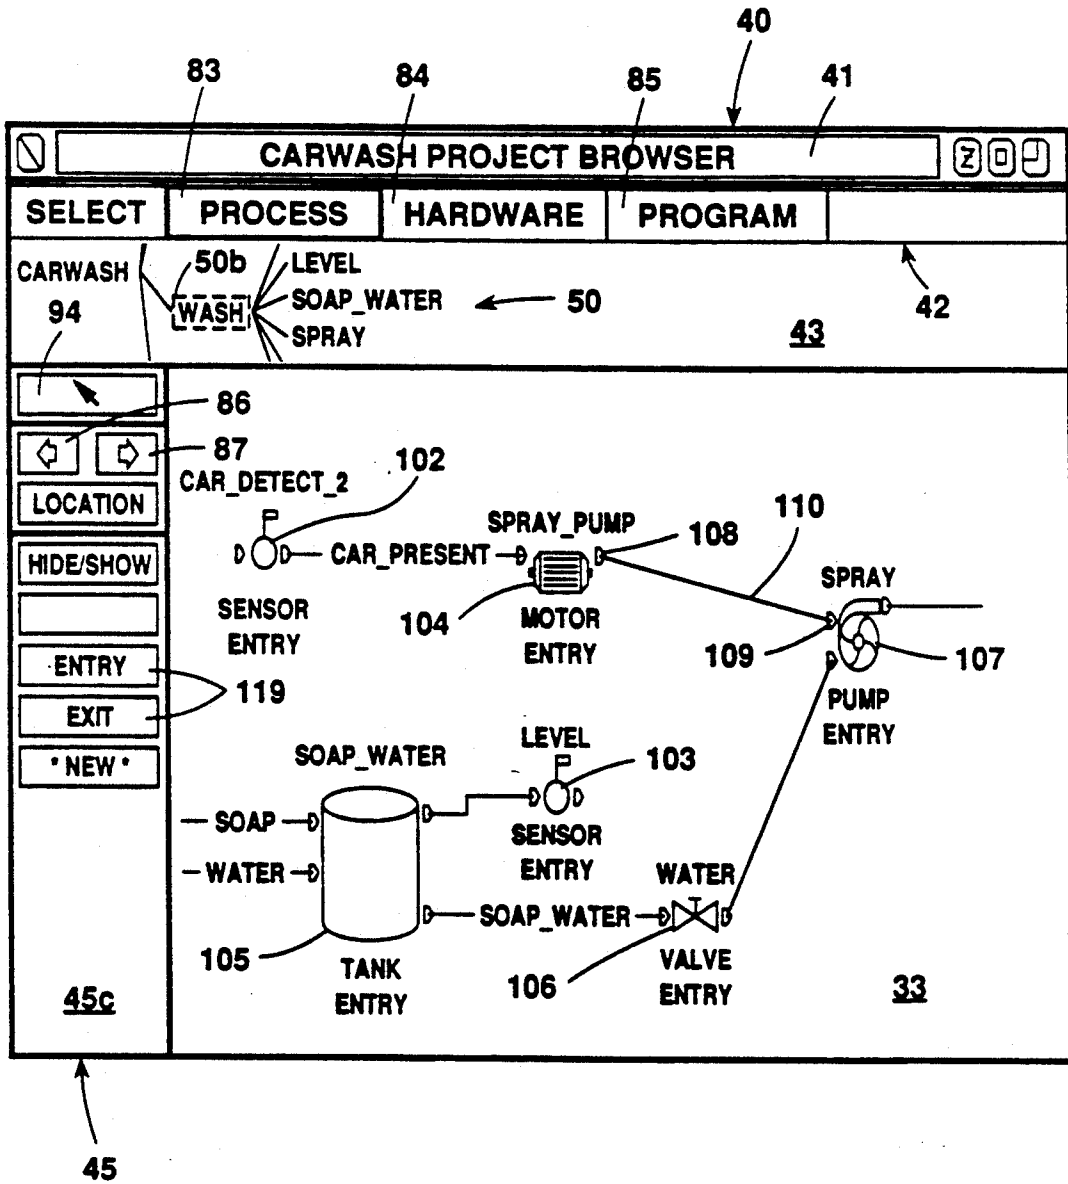 40
83
84
85
41
CARWASH PROJECT BROWSER
Z
SELECT
PROCESS
HARDWARE
PROGRAM
CARWASH
50b
LEVEL
WASH
SOAP_WATER
50
42
94
SPRAY
43
86
87
CAR_DETECT_2
102
LOCATION
SPRAY_PUMP
108
110
CAR_PRESENT
HIDE/SHOW
SPRAY
SENSOR
ENTRY
104
MOTOR
ENTRY
109
107
ENTRY
119
EXIT
PUMP
ENTRY
LEVEL
SOAP_WATER
103
* NEW *
SOAP
SENSOR
ENTRY
WATER
WATER
SOAP_WATER
105
TANK
ENTRY
106
VALVE
ENTRY
45c
33
45